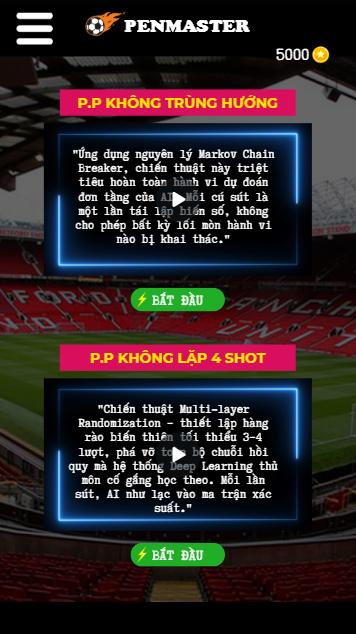 PENMASTER
5000
P.P KHÔNG TRÙNG HƯỚNG
"Ứng dụng nguyên lý Markov Chain
Breaker, chiến thuật này triệt
tiêu hoàn toàn hành vi dự đoán
đơn tầng của AI. Mỗi cú sút là
một lần tái lập biến số, không
cho phép bất kỳ lối mòn hành vi
nào bị khai thác."
BẮT ĐẦU
P.P KHÔNG LẶP 4 SHOT
"Chiến thuật Multi-layer
Randomization - thiết lập hàng
rào biến thiên tối thiểu 3-4
lượt, phá vỡ toàn bộ chuỗi hồi
quy mà hệ thống Deep Learning thủ
môn cố gắng học theo. Mỗi lần
sút, AI như lạc vào ma trận xác
suất."
BẮT ĐẦU